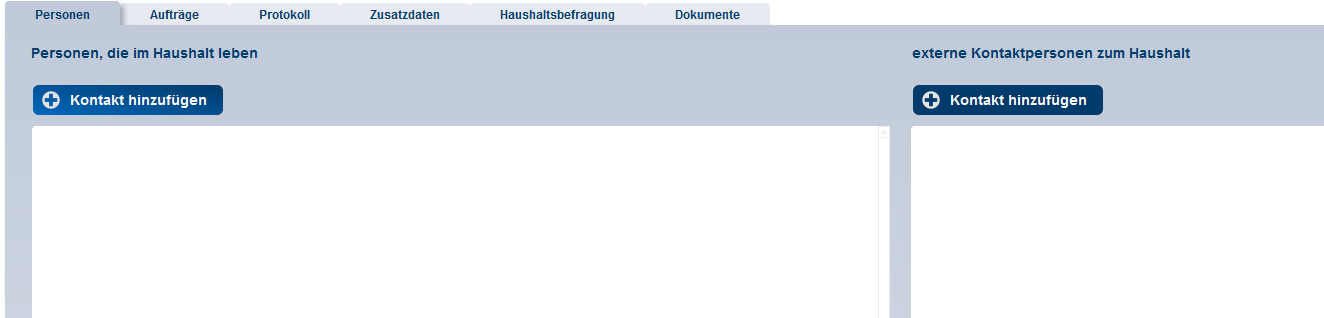 Personen Aufträge Protokoll Zusatzdaten Haushaltsbefragung Dokumente
Personen, die im Haushalt leben
Kontakt hinzufügen
externe Kontaktpersonen zum Haushalt
Kontakt hinzufügen